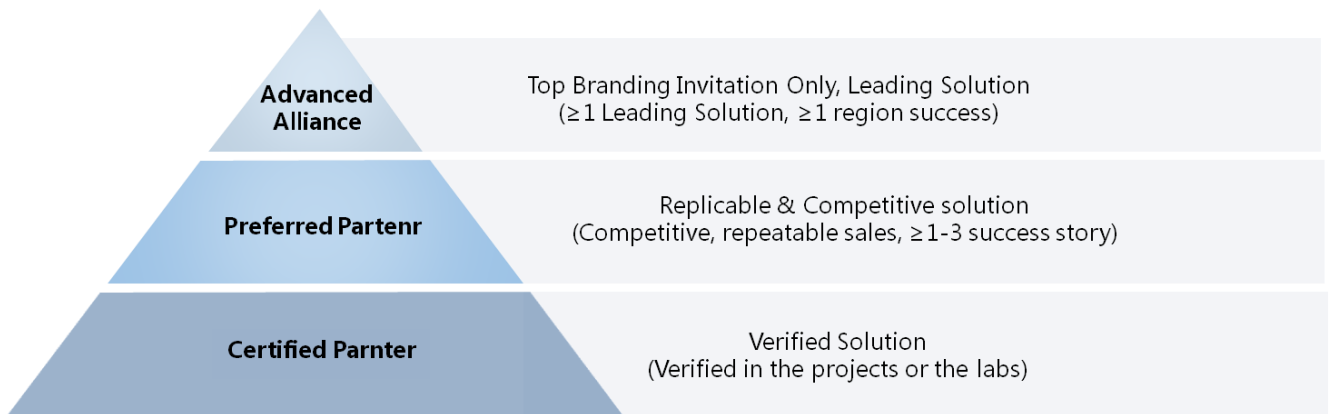 Advanced
Alliance
Top Branding Invitation Only, Leading Solution
(≥1 Leading Solution, ≥1 region success)
Preferred Partenr
Replicable & Competitive solution
(Competitive, repeatable sales, ≥1-3 success story)
Certified Parnter
Verified Solution
(Verified in the projects or the labs)